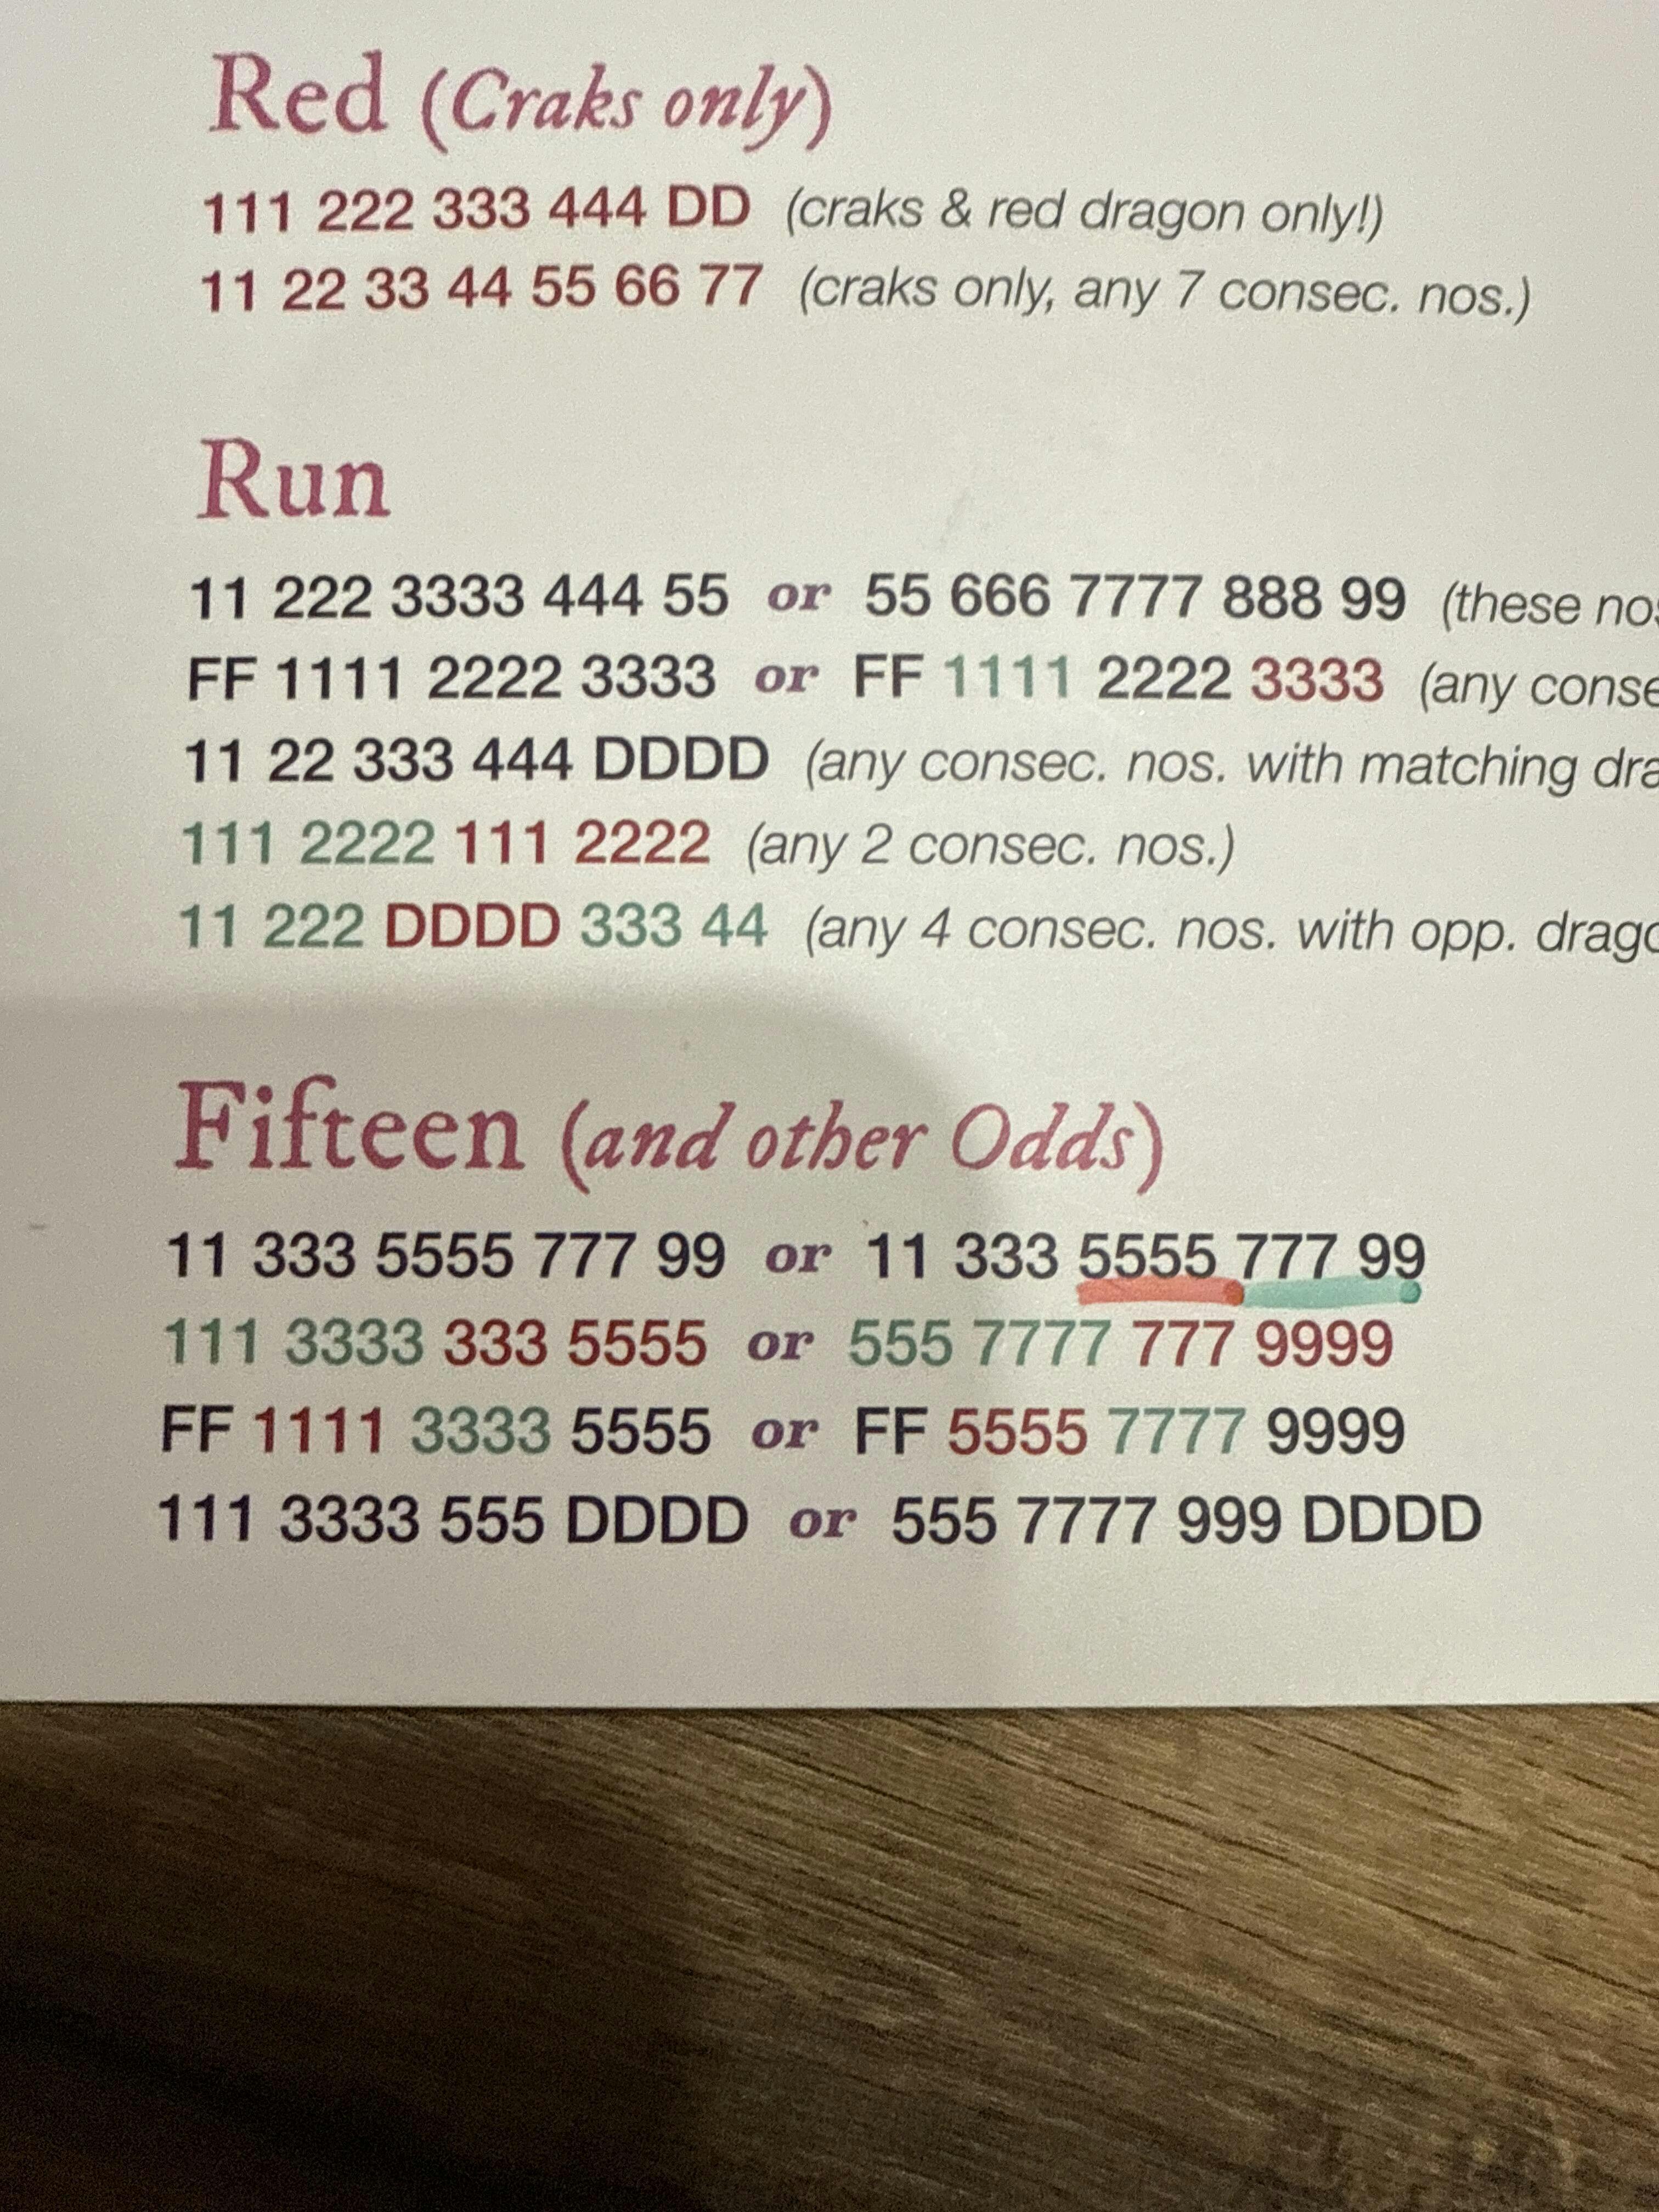 Red (Craks only)
111 222 333 444 DD (craks & red dragon only!)
11 22 33 44 55 66 77 (craks only, any 7 consec. nos.)
Run
11 222 3333 444 55 or 55 666 7777 888 99 (these
FF 1111 2222 3333 or FF 1111 2222 3333 (any
11 22 333 444 DDDD (any consec. nos. with matching
111 2222 111 2222 (any 2 consec. nos.)
11 222 DDDD 333 44 (any 4 consec. nos. with opp.
Fifteen (and other Odds)
11 333 5555 777 99 or 11 333 5555 777 99
111 3333 333 5555 or 555 7777 777 9999
FF 1111 3333 5555 or FF 5555 7777 9999
111 3333 555 DDDD or 555 7777 999 DDDD